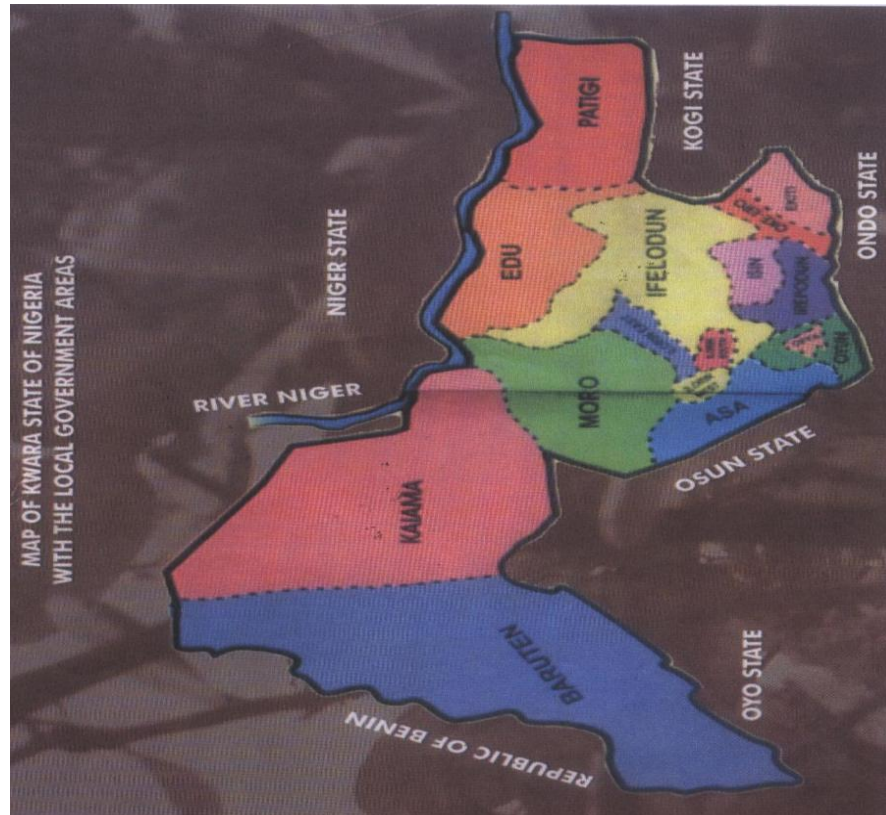 MAP OF KWARA STATE OF NIGERIA
WITH THE LOCAL GOVERNMENT AREAS
RIVER NIGER
NIGER STATE
KOGI STATE
ONDO STATE
OSUN STATE
OYO STATE
REPUBLIC OF BENIN
BARUTEN
KAIAMA
MORO
EDU
PATIGI
IFELODUN
ASA
ISIN
EKITI
OYUN